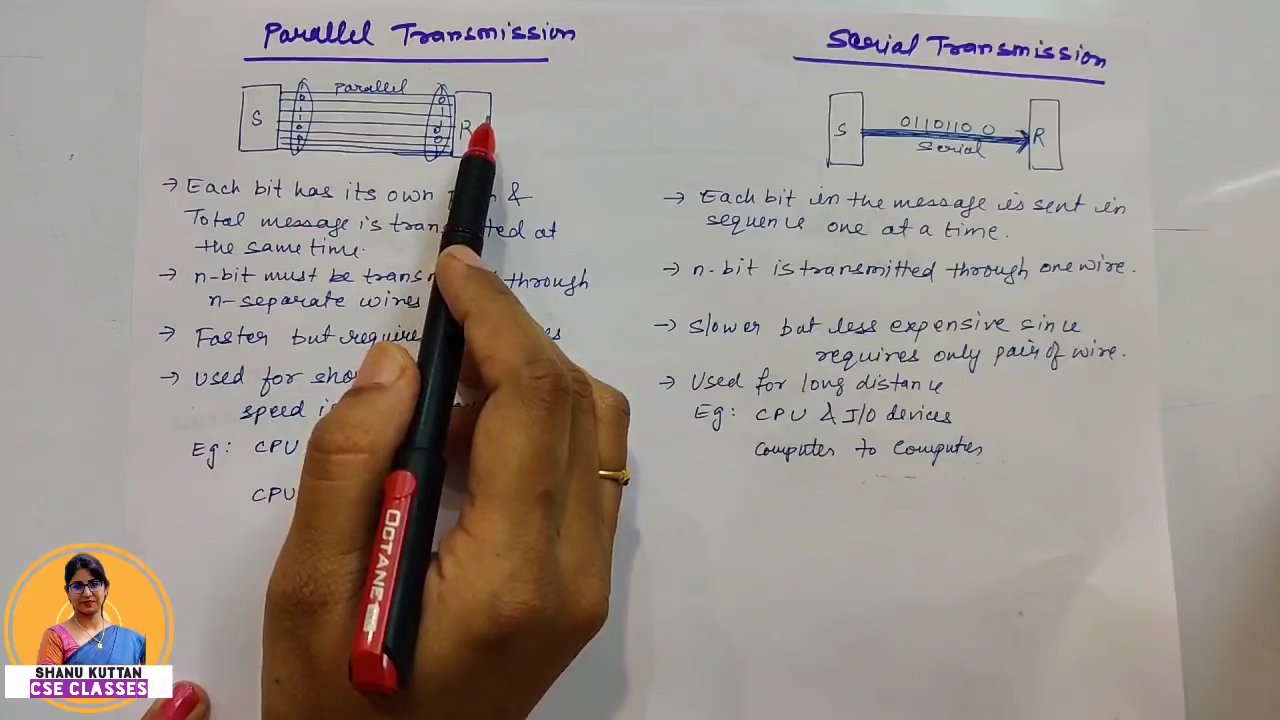 Parallel Transmission
Parallel
S
R
→ Each bit has its own &
Total message is transmitted at
the same time.
→ n-bit must be through
n-separate wires
→ Faster but
→ Used for
speed
Eg: CPU
CPU
Serial Transmission
S
0110110 0
Serial
R
→ Each bit in the message is sent in
sequence one at a time.
→ n-bit is transmitted through one wire.
→ Slower but less expensive since
requires only pair of wire.
→ Used for long distance
Eg: CPU & I/O devices
Computer to Computer
OCTANE
SHANU KUTTAN
CSE CLASSES